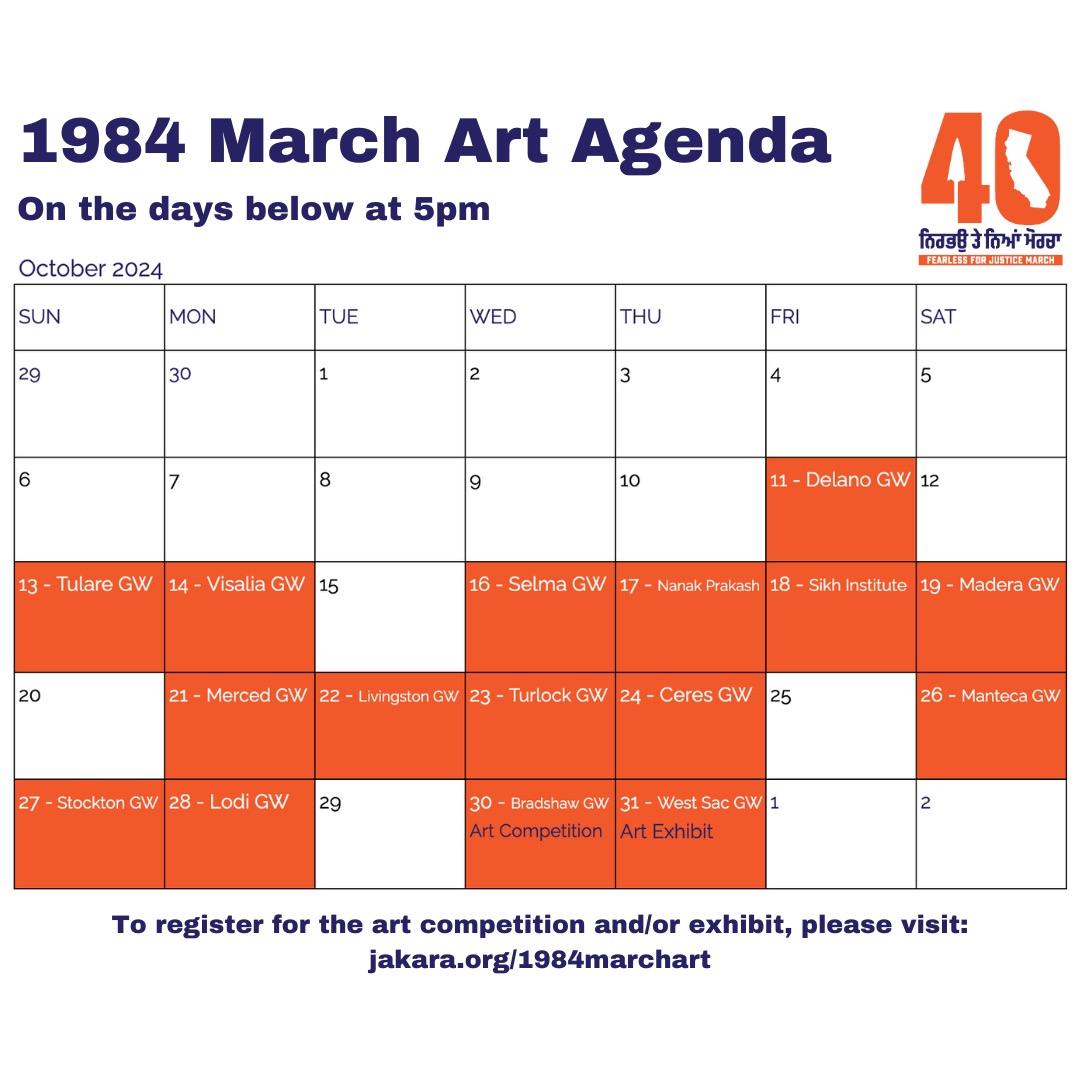 1984 March Art Agenda
On the days below at 5pm
40
ਨਿਰਭਉ ਤੇ ਨਿਆਂ ਮੋਰਚਾ
FEARLESS FOR JUSTICE MARCH
October 2024
SUN MON TUE WED THU FRI SAT
29 30 1 2 3 4 5
6 7 8 9 10 11 - Delano GW 12
13 - Tulare GW 14 - Visalia GW 15 16 - Selma GW 17 - Nanak Prakash 18 - Sikh Institute 19 - Madera GW
20 21 - Merced GW 22 - Livingston GW 23 - Turlock GW 24 - Ceres GW 25 26 - Manteca GW
27 - Stockton GW 28 - Lodi GW 29 30 - Bradshaw GW 31 - West Sac GW 1 2
Art Competition Art Exhibit
To register for the art competition and/or exhibit, please visit:
jakara.org/1984marchart